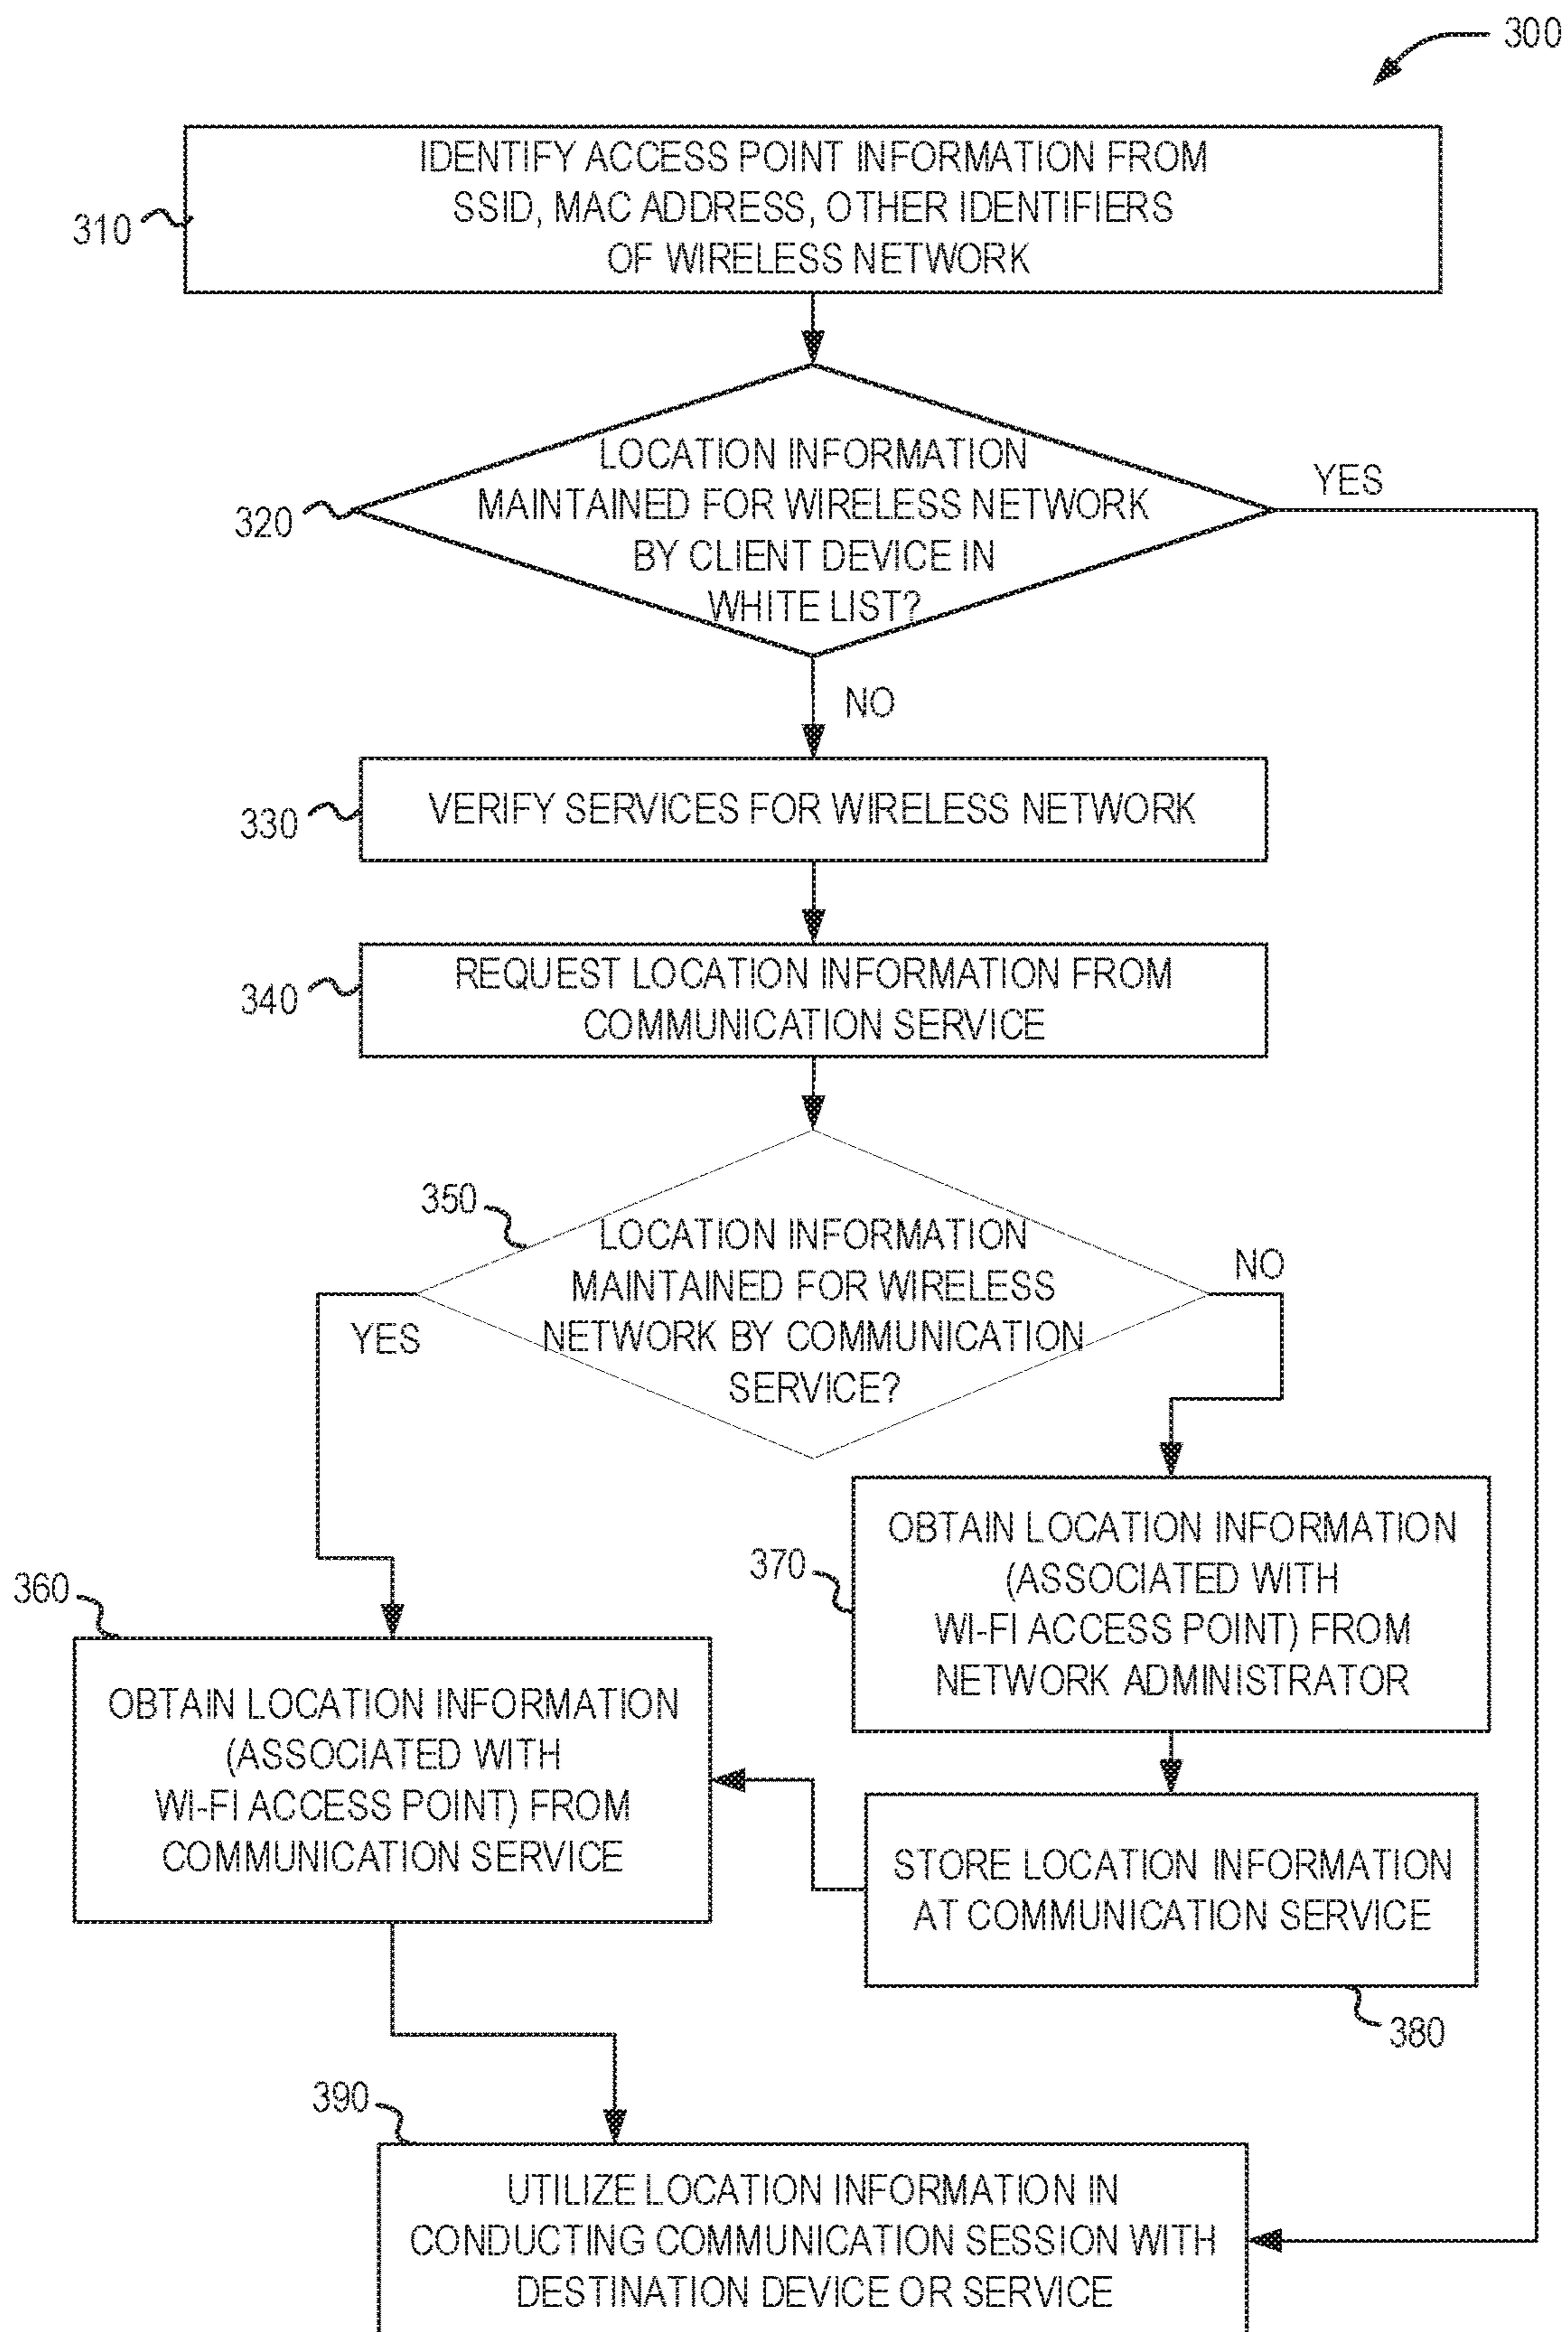 300
310
IDENTIFY ACCESS POINT INFORMATION FROM
SSID, MAC ADDRESS, OTHER IDENTIFIERS
OF WIRELESS NETWORK
320
LOCATION INFORMATION
MAINTAINED FOR WIRELESS NETWORK
BY CLIENT DEVICE IN
WHITE LIST?
YES
NO
330
VERIFY SERVICES FOR WIRELESS NETWORK
340
REQUEST LOCATION INFORMATION FROM
COMMUNICATION SERVICE
350
LOCATION INFORMATION
MAINTAINED FOR WIRELESS
NETWORK BY COMMUNICATION
SERVICE?
YES
NO
370
OBTAIN LOCATION INFORMATION
(ASSOCIATED WITH
WI-FI ACCESS POINT) FROM
NETWORK ADMINISTRATOR
360
OBTAIN LOCATION INFORMATION
(ASSOCIATED WITH
WI-FI ACCESS POINT) FROM
COMMUNICATION SERVICE
STORE LOCATION INFORMATION
AT COMMUNICATION SERVICE
380
390
UTILIZE LOCATION INFORMATION IN
CONDUCTING COMMUNICATION SESSION WITH
DESTINATION DEVICE OR SERVICE